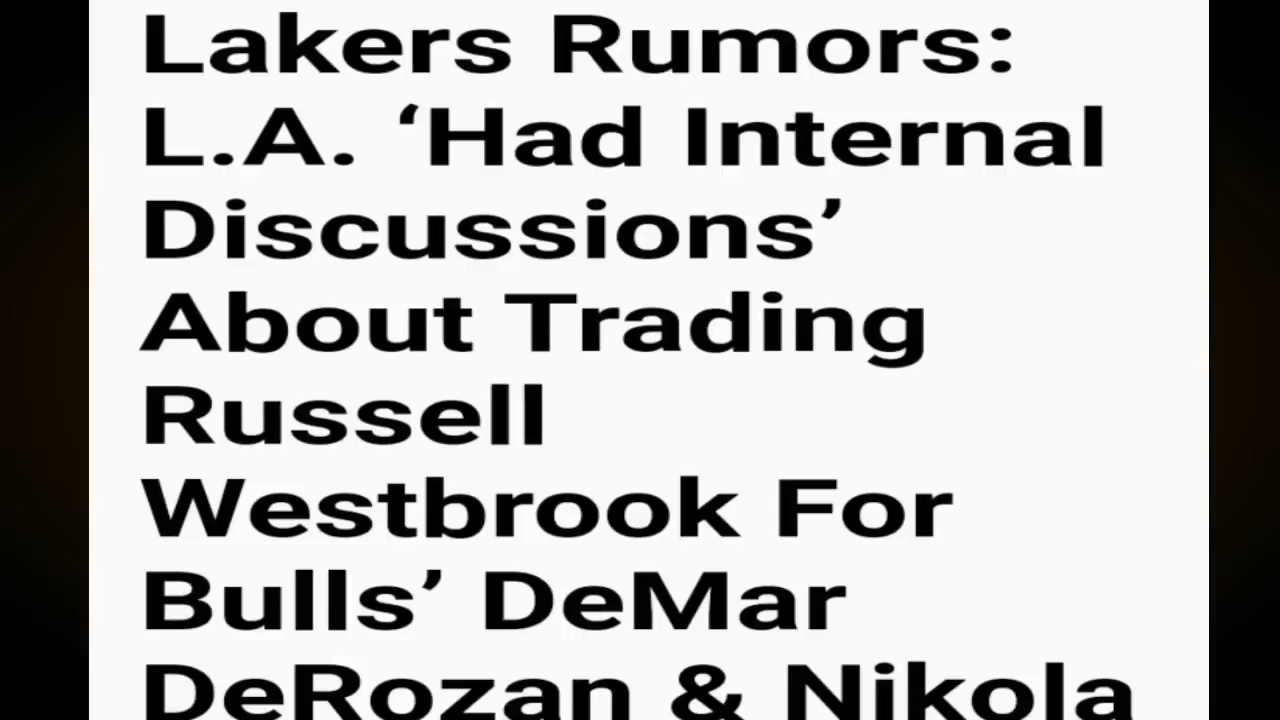 Lakers Rumors:
L.A. ‘Had Internal
Discussions’
About Trading
Russell
Westbrook For
Bulls’ DeMar
DeRozan & Nikola